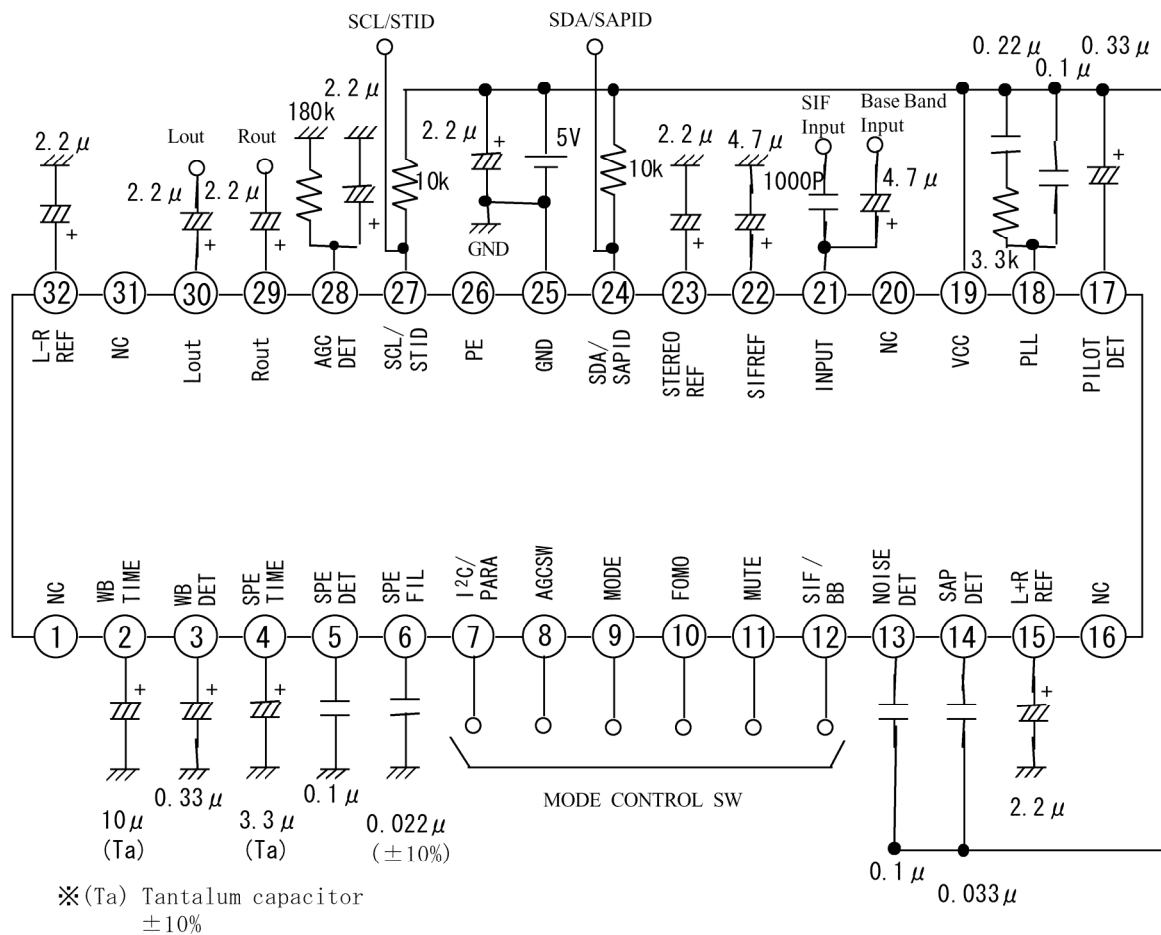 SCL/STID
SDA/SAPID
0.22μ
0.33μ
0.1μ
2.2μ
180k
SIF
Input
Base Band
Input
2.2μ
Lout
Rout
2.2μ
5V
2.2μ
4.7μ
2.2μ
2.2μ
+
10k
10k
1000P
4.7μ
+
+
+
+
+
GND
+
+
+
3.3k
32
31
30
29
28
27
26
25
24
23
22
21
20
19
18
17
L-R
REF
NC
Lout
Rout
AGC
DET
SCL/
STID
PE
GND
SDA/
SAPID
STEREO
REF
SIFREF
INPUT
NC
VCC
PLL
PILOT
DET
NC
WB
TIME
WB
DET
SPE
TIME
SPE
DET
SPE
FIL
I²C/
PARA
AGCSW
MODE
FOMO
MUTE
SIF/
BB
NOISE
DET
SAP
DET
L+R
REF
NC
1
2
3
4
5
6
7
8
9
10
11
12
13
14
15
16
+
+
+
+
10μ
(Ta)
0.33μ
3.3μ
(Ta)
0.1μ
0.022μ
(±10%)
MODE CONTROL SW
2.2μ
0.1μ
0.033μ
※(Ta) Tantalum capacitor
±10%